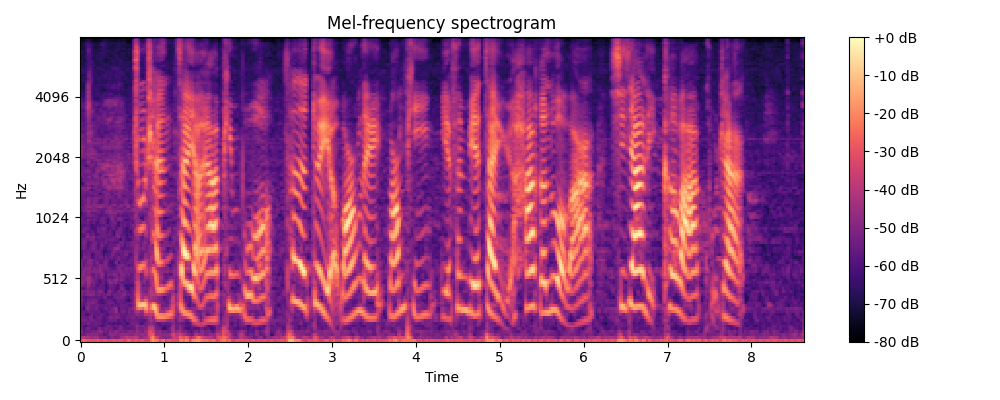 Mel-frequency spectrogram
Hz
4096
2048
1024
512
0
0 1 2 3 4 5 6 7 8
Time
+0 dB
-10 dB
-20 dB
-30 dB
-40 dB
-50 dB
-60 dB
-70 dB
-80 dB